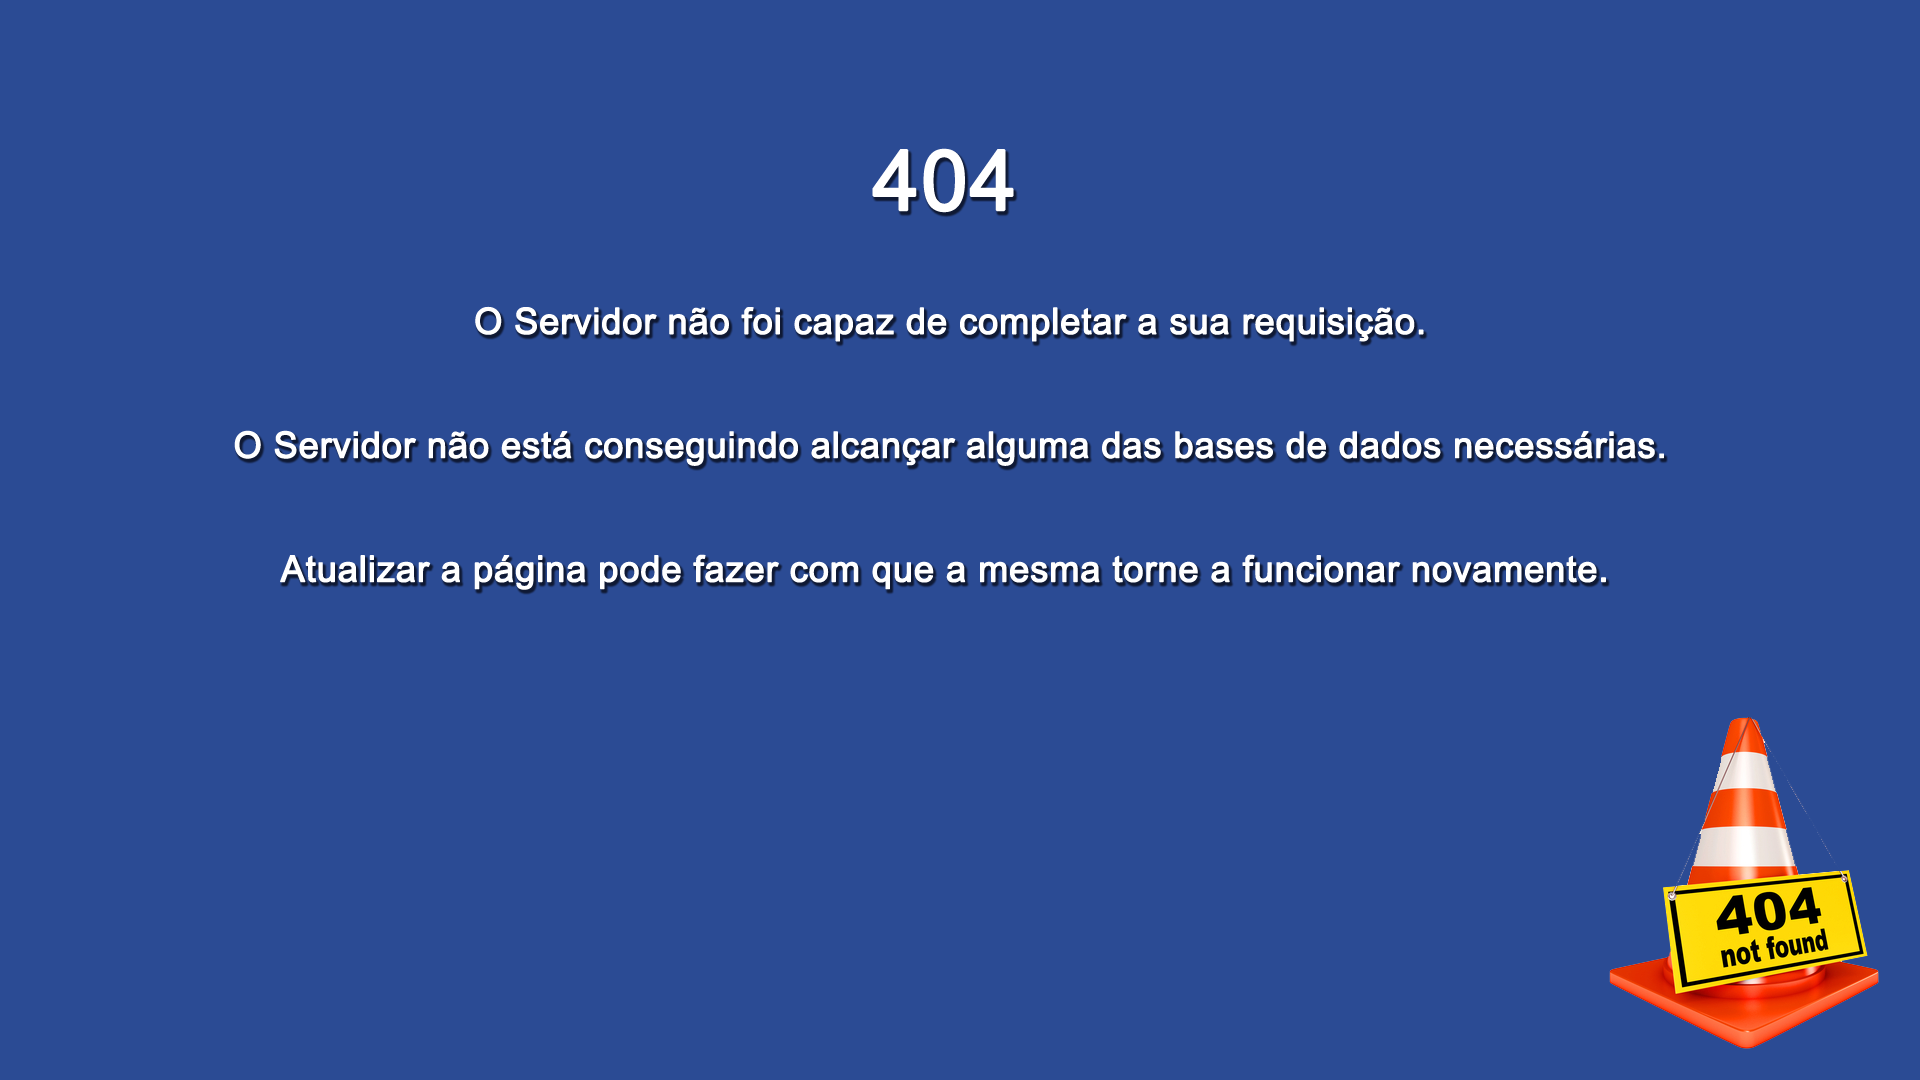 404
O Servidor não foi capaz de completar a sua requisição.
O Servidor não está conseguindo alcançar alguma das bases de dados necessárias.
Atualizar a página pode fazer com que a mesma torne a funcionar novamente.
404
not found